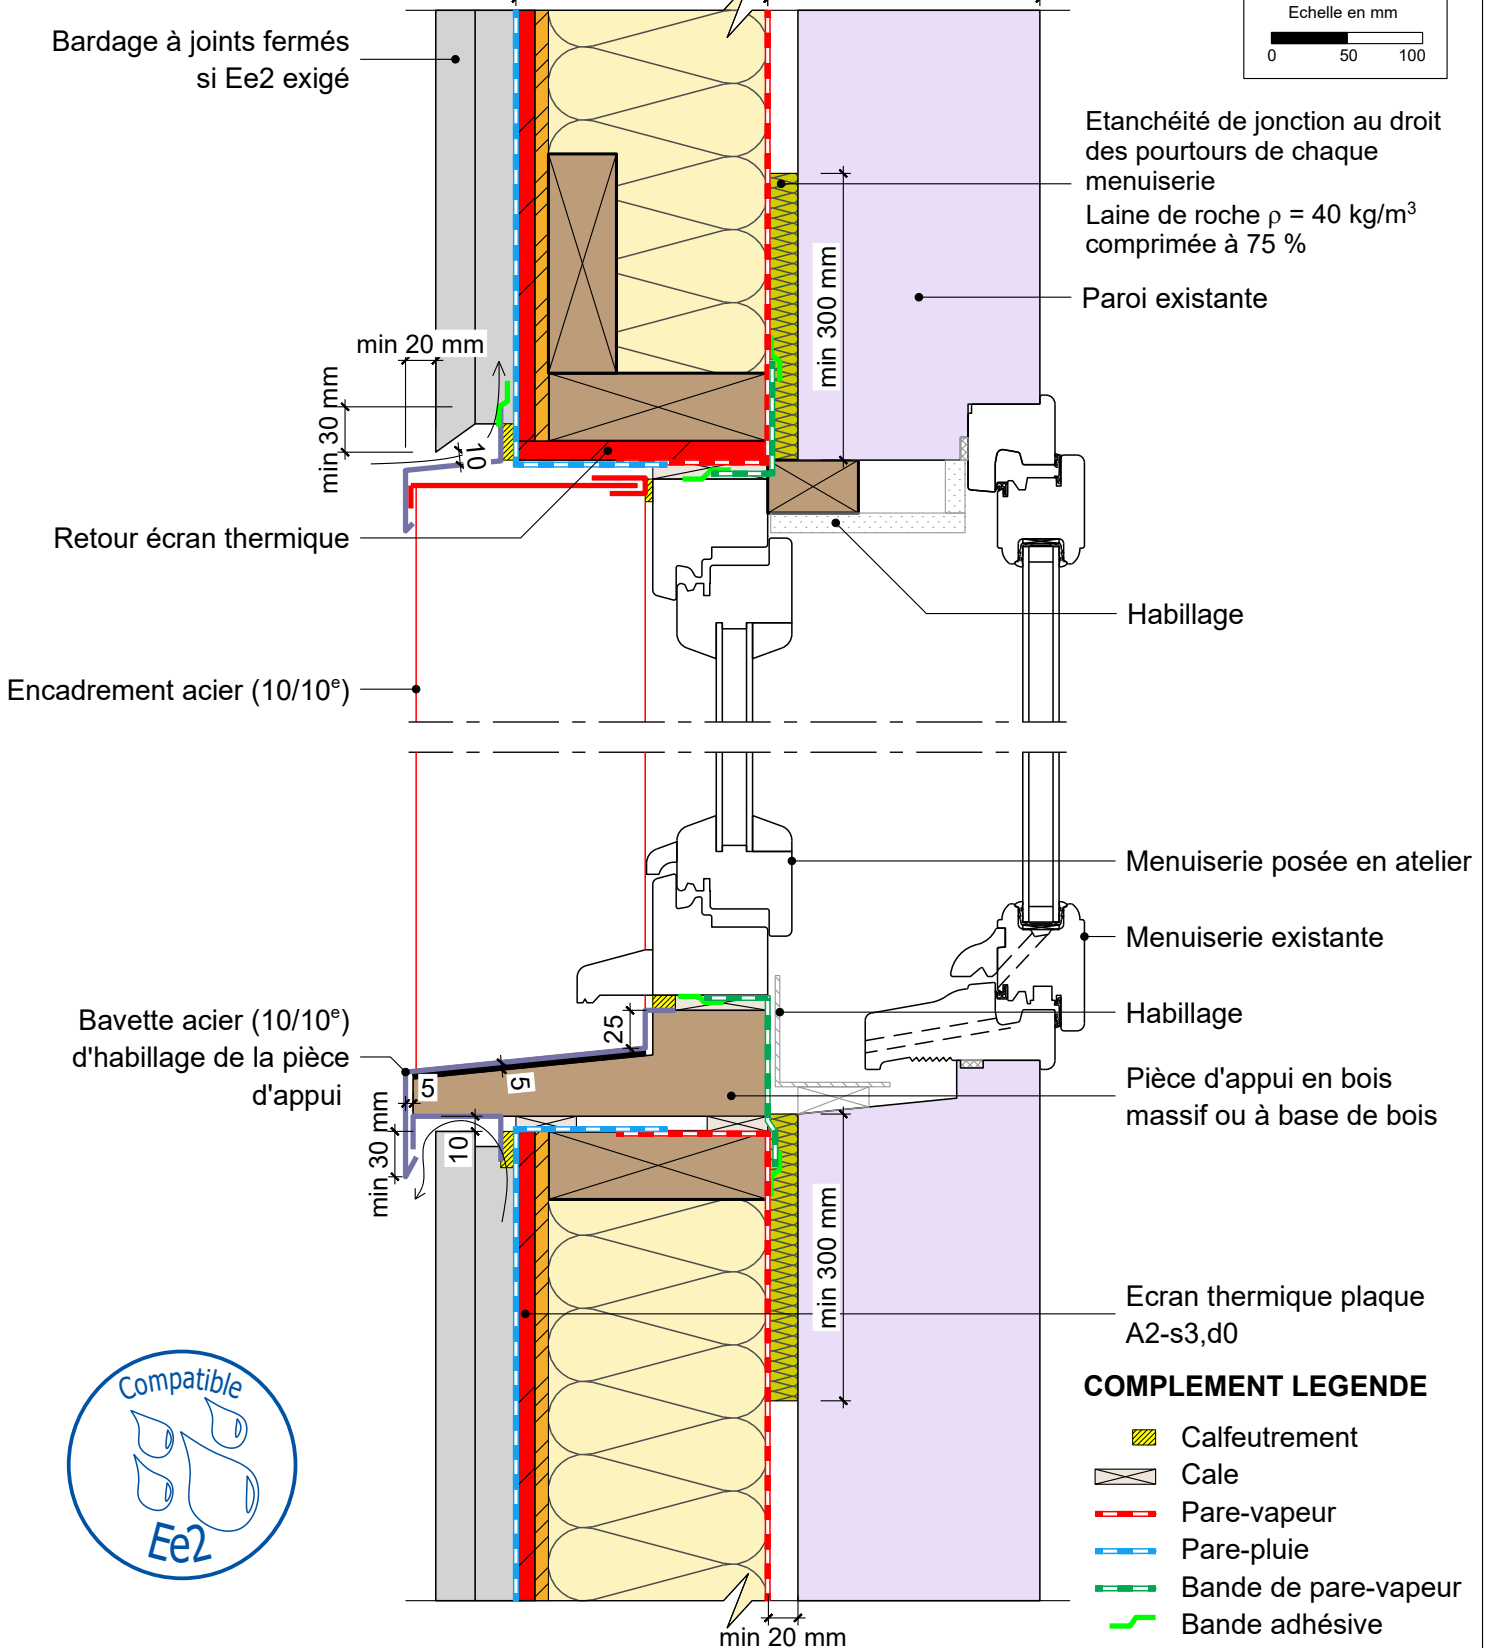 Echelle en mm
0 50 100
Bardage à joints fermés
si Ee2 exigé
Etanchéité de jonction au droit
des pourtours de chaque
menuiserie
Laine de roche ρ = 40 kg/m³
comprimée à 75 %
min 300 mm
Paroi existante
min 20 mm
min 30 mm
10
Retour écran thermique
Habillage
Encadrement acier (10/10ᵉ)
Menuiserie posée en atelier
Menuiserie existante
Habillage
Bavette acier (10/10ᵉ)
d'habillage de la pièce
d'appui
25
5
5
Pièce d'appui en bois
massif ou à base de bois
min 30 mm
10
min 300 mm
Ecran thermique plaque
A2-s3,d0
Compatible
Ee2
COMPLEMENT LEGENDE
Calfeutrement
Cale
Pare-vapeur
Pare-pluie
Bande de pare-vapeur
Bande adhésive
min 20 mm